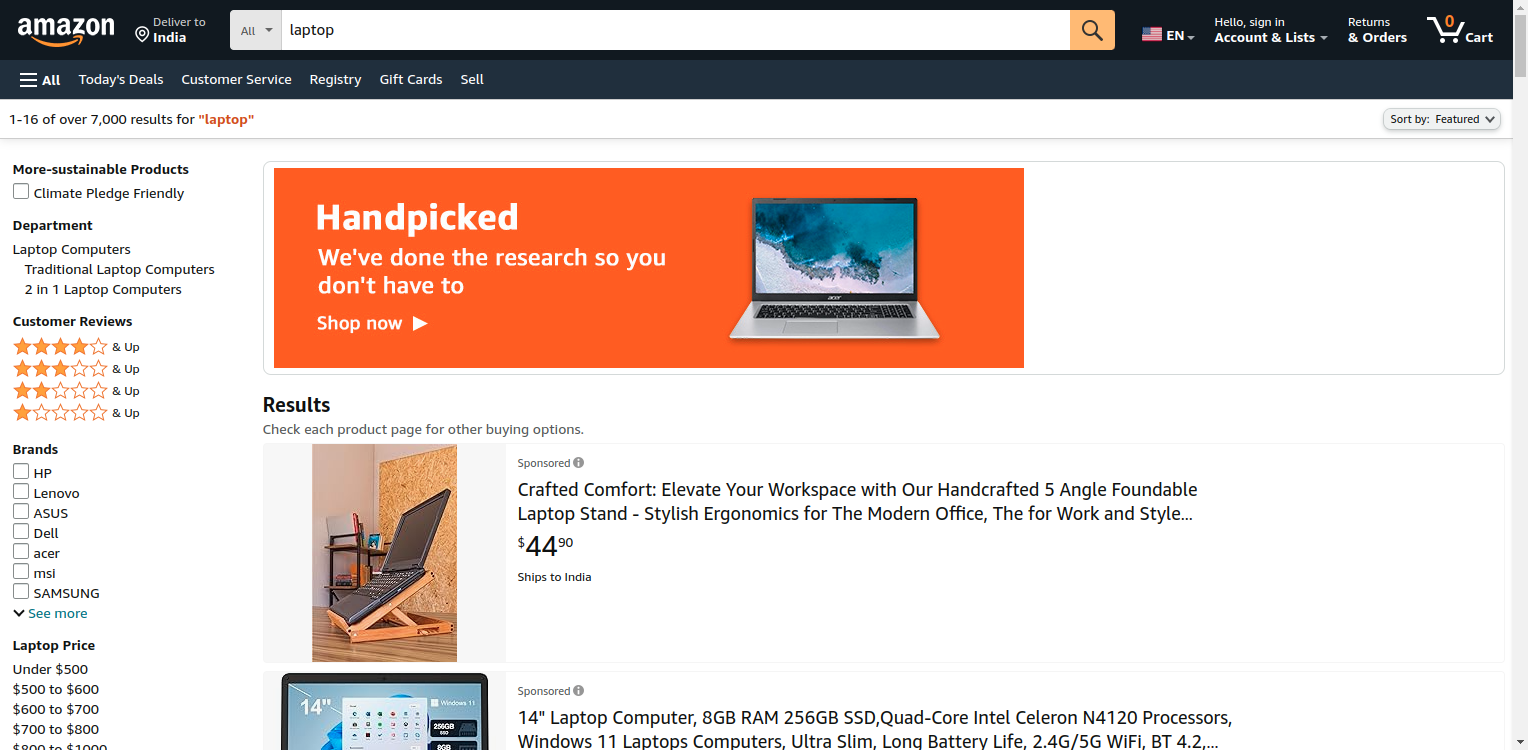 amazon
Deliver to
India
All
laptop
EN
Hello, sign in
Account & Lists
Returns
& Orders
0
Cart
All
Today's Deals
Customer Service
Registry
Gift Cards
Sell
1-16 of over 7,000 results for "laptop"
Sort by: Featured
More-sustainable Products
Climate Pledge Friendly
Department
Laptop Computers
Traditional Laptop Computers
2 in 1 Laptop Computers
Customer Reviews
& Up
& Up
& Up
& Up
Brands
HP
Lenovo
ASUS
Dell
acer
msi
SAMSUNG
See more
Laptop Price
Under $500
$500 to $600
$600 to $700
$700 to $800
$800 to $1000
Handpicked
We've done the research so you
don't have to
Shop now
acer
Results
Check each product page for other buying options.
Sponsored
Crafted Comfort: Elevate Your Workspace with Our Handcrafted 5 Angle Foundable
Laptop Stand - Stylish Ergonomics for The Modern Office, The for Work and Style...
$44 90
Ships to India
14"
Windows 11
256GB
SSD
8GB
Sponsored
14" Laptop Computer, 8GB RAM 256GB SSD,Quad-Core Intel Celeron N4120 Processors,
Windows 11 Laptops Computers, Ultra Slim, Long Battery Life, 2.4G/5G WiFi, BT 4.2,...